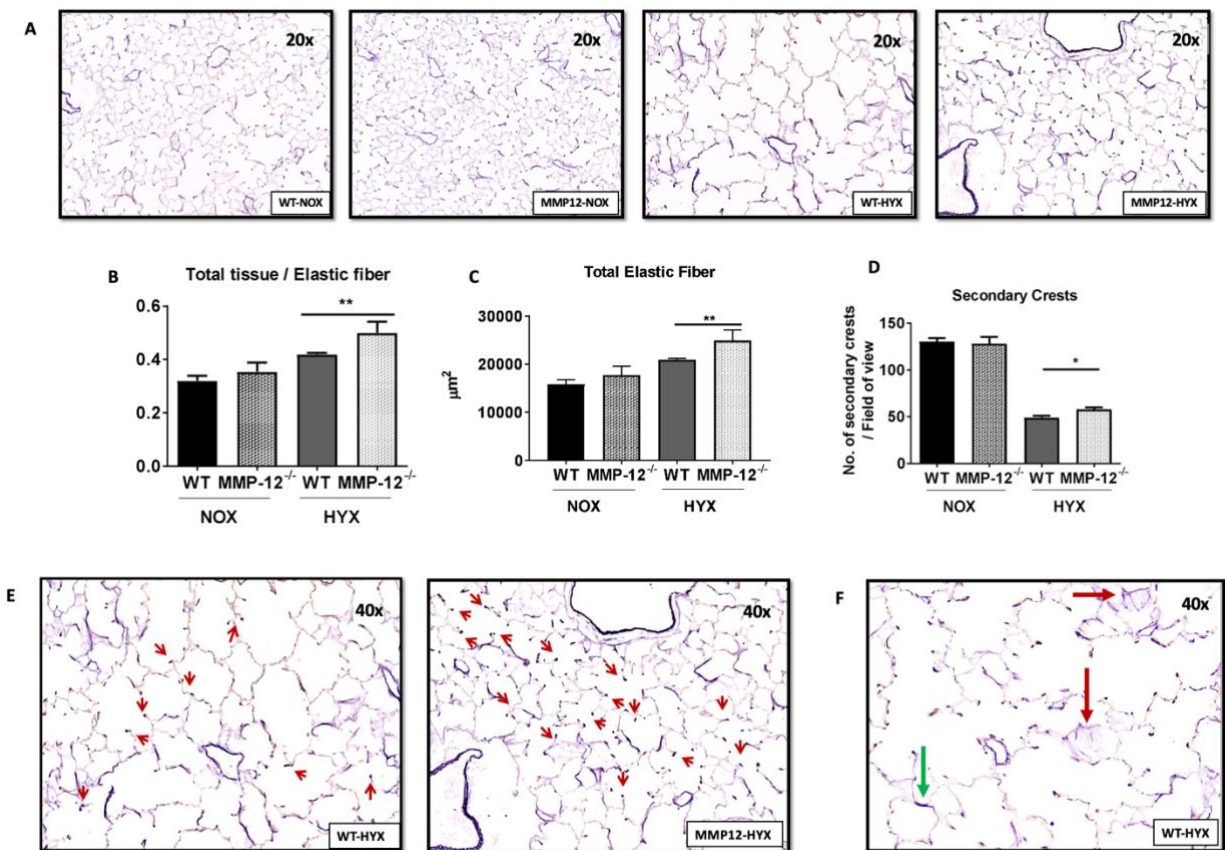 A
20x
WT-NOX
20x
MMP12-NOX
20x
WT-HYX
20x
MMP12-HYX
B
Total tissue / Elastic fiber
0.6
0.4
0.2
0.0
**
WT MMP-12-/- WT MMP-12-/-
NOX HYX
C
Total Elastic Fiber
µm2
30000
20000
10000
0
**
WT MMP-12-/- WT MMP-12-/-
NOX HYX
D
Secondary Crests
No. of secondary crests
/ Field of view
150
100
50
0
*
WT MMP-12-/- WT MMP-12-/-
NOX HYX
E
40x
WT-HYX
40x
MMP12-HYX
F
40x
WT-HYX